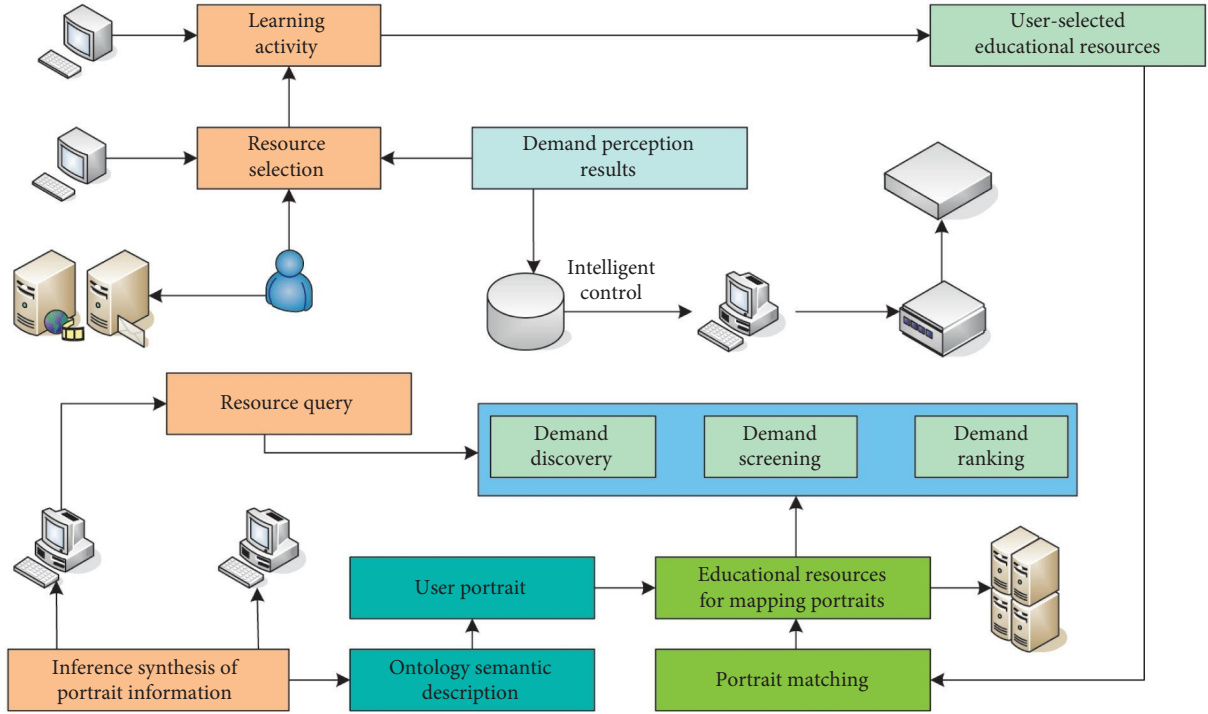 Learning
activity
User-selected
educational resources
Resource
selection
Demand perception
results
Intelligent
control
Resource query
Demand
discovery
Demand
screening
Demand
ranking
User portrait
Educational resources
for mapping portraits
Inference synthesis of
portrait information
Ontology semantic
description
Portrait matching